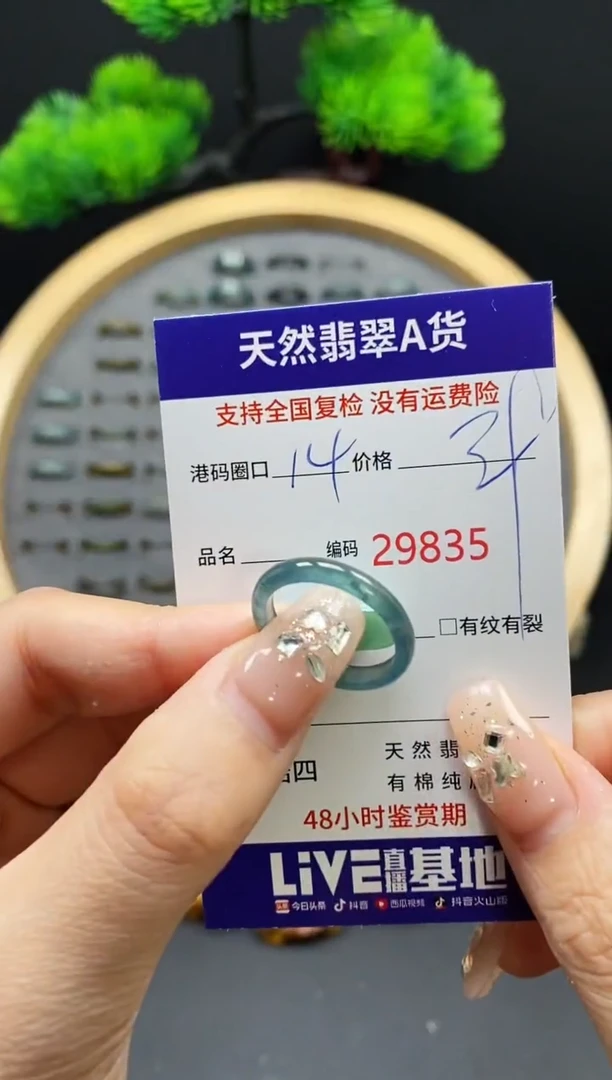 天然翡翠A货
支持全国复检 没有运费险
港码圈口 14 价格
品名 编码 29835
□有纹有裂
四 天然翡
有棉纯
48小时鉴赏期
LiVE直播基地
今日头条 抖音 西瓜视频 抖音火山版